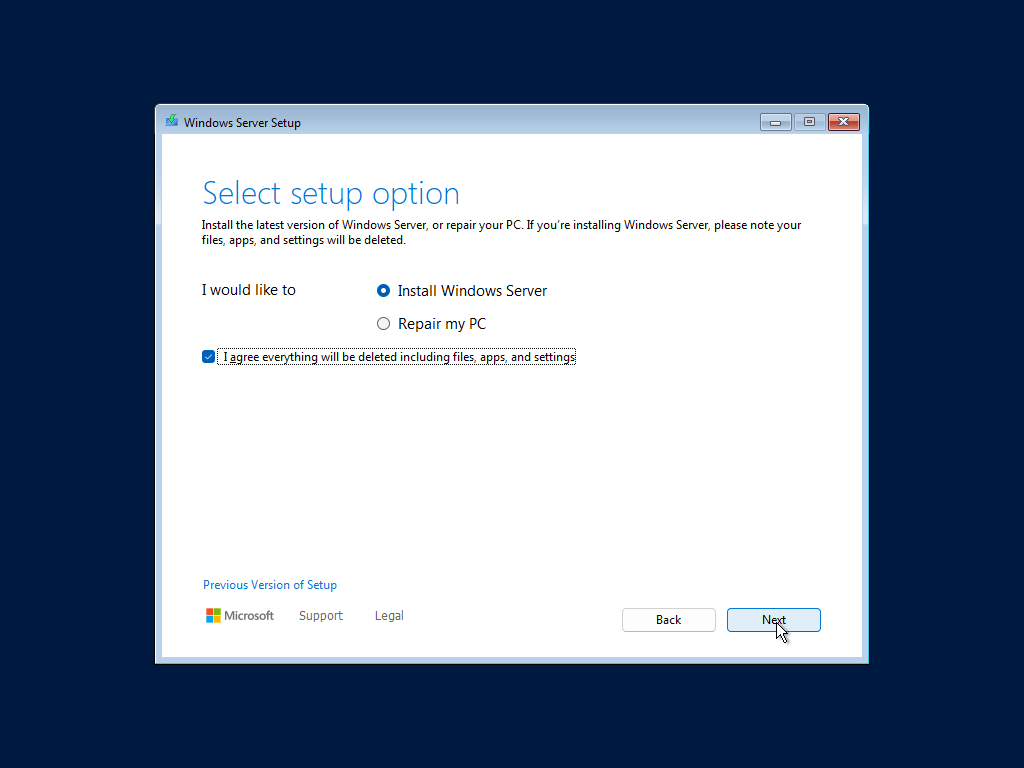 Windows Server Setup
Select setup option
Install the latest version of Windows Server, or repair your PC. If you're installing Windows Server, please note your
files, apps, and settings will be deleted.
I would like to
Install Windows Server
Repair my PC
I agree everything will be deleted including files, apps, and settings
Previous Version of Setup
Microsoft Support Legal
Back Next